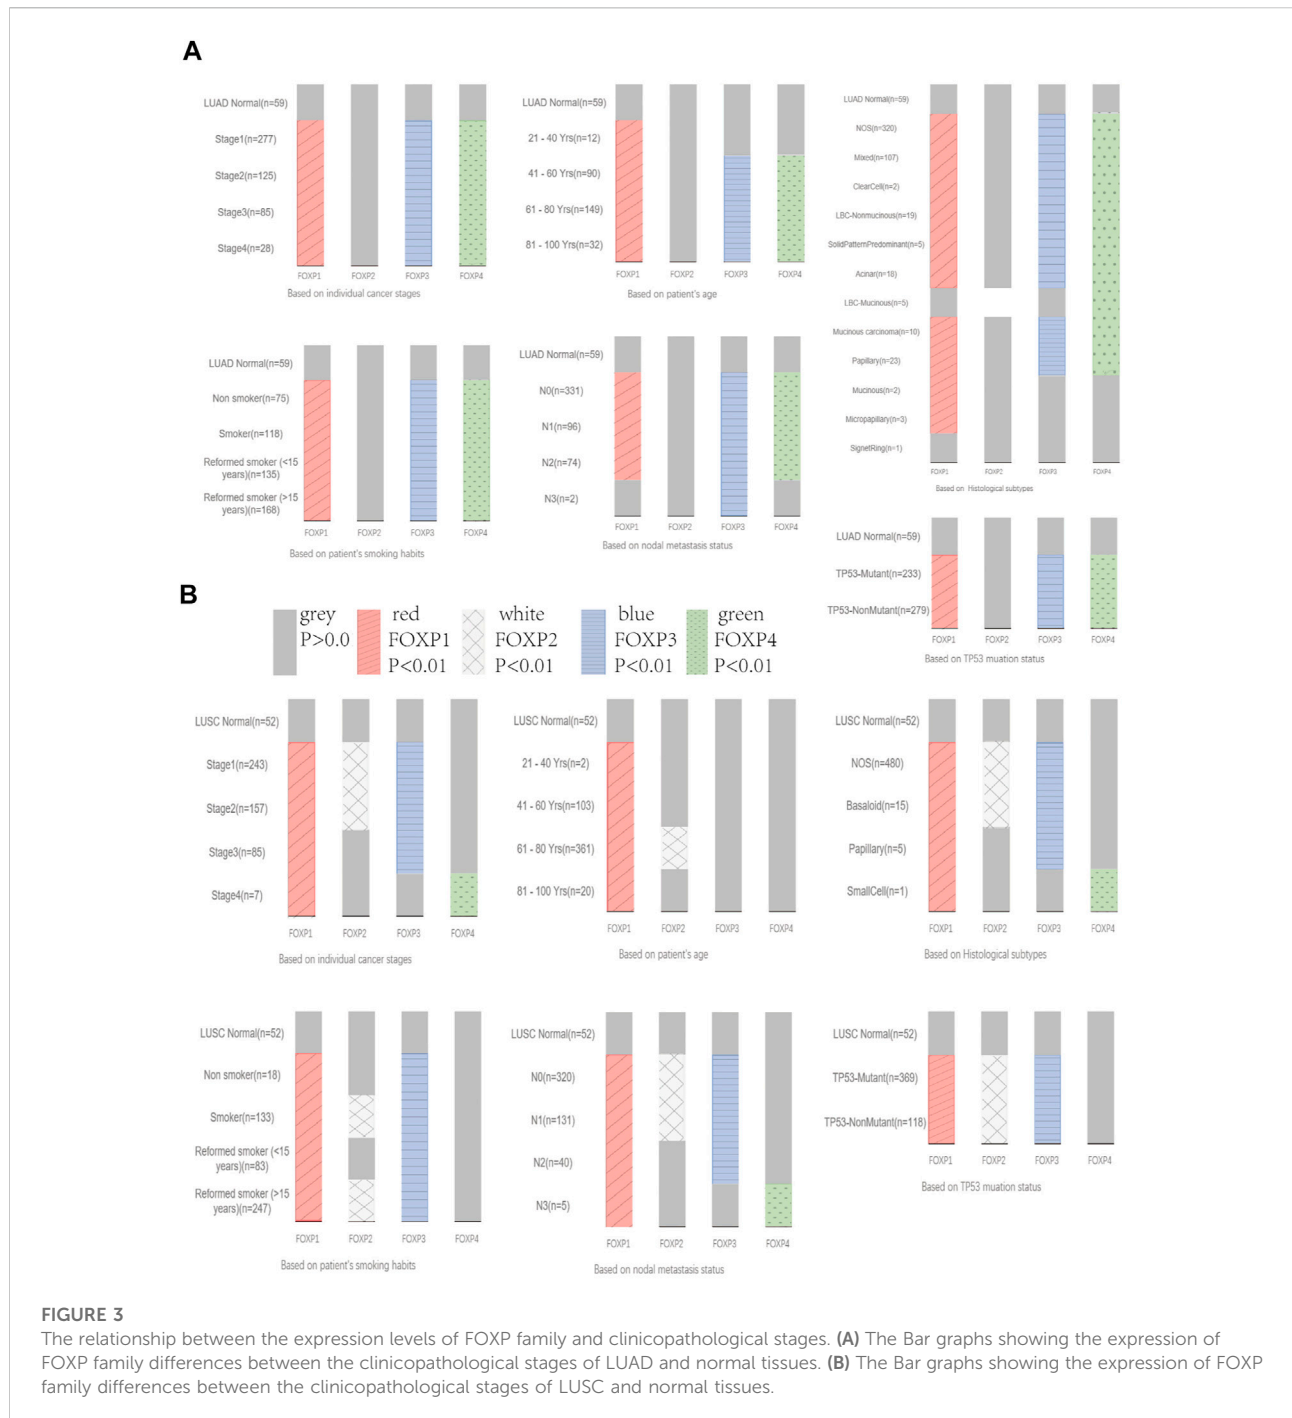 A
LUAD Normal(n=59)
Stage1(n=277)
Stage2(n=125)
Stage3(n=85)
Stage4(n=28)
FOXP1 FOXP2 FOXP3 FOXP4
Based on individual cancer stages
LUAD Normal(n=59)
21 - 40 Yrs(n=12)
41 - 60 Yrs(n=90)
61 - 80 Yrs(n=149)
81 - 100 Yrs(n=32)
FOXP1 FOXP2 FOXP3 FOXP4
Based on patient's age
LUAD Normal(n=59)
NOS(n=320)
Mixed(n=107)
ClearCell(n=2)
LBC-Nonmucinous(n=19)
SolidPatternPredominant(n=5)
Acinar(n=18)
LBC-Mucinous(n=5)
Mucinous carcinoma(n=10)
Papillary(n=23)
Mucinous(n=2)
Micropapillary(n=3)
SignetRing(n=1)
FOXP1 FOXP2 FOXP3 FOXP4
Based on Histological subtypes
LUAD Normal(n=59)
Non smoker(n=75)
Smoker(n=118)
Reformed smoker (<15
years)(n=135)
Reformed smoker (>15
years)(n=168)
FOXP1 FOXP2 FOXP3 FOXP4
Based on patient's smoking habits
LUAD Normal(n=59)
N0(n=331)
N1(n=96)
N2(n=74)
N3(n=2)
FOXP1 FOXP2 FOXP3 FOXP4
Based on nodal metastasis status
LUAD Normal(n=59)
TP53-Mutant(n=233)
TP53-NonMutant(n=279)
FOXP1 FOXP2 FOXP3 FOXP4
Based on TP53 muation status
B
grey
P>0.0
red
FOXP1
P<0.01
white
FOXP2
P<0.01
blue
FOXP3
P<0.01
green
FOXP4
P<0.01
LUSC Normal(n=52)
Stage1(n=243)
Stage2(n=157)
Stage3(n=85)
Stage4(n=7)
FOXP1 FOXP2 FOXP3 FOXP4
Based on individual cancer stages
LUSC Normal(n=52)
21 - 40 Yrs(n=2)
41 - 60 Yrs(n=103)
61 - 80 Yrs(n=361)
81 - 100 Yrs(n=20)
FOXP1 FOXP2 FOXP3 FOXP4
Based on patient's age
LUSC Normal(n=52)
NOS(n=480)
Basaloid(n=15)
Papillary(n=5)
SmallCell(n=1)
FOXP1 FOXP2 FOXP3 FOXP4
Based on Histological subtypes
LUSC Normal(n=52)
Non smoker(n=18)
Smoker(n=133)
Reformed smoker (<15
years)(n=83)
Reformed smoker (>15
years)(n=247)
FOXP1 FOXP2 FOXP3 FOXP4
Based on patient's smoking habits
LUSC Normal(n=52)
N0(n=320)
N1(n=131)
N2(n=40)
N3(n=5)
FOXP1 FOXP2 FOXP3 FOXP4
Based on nodal metastasis status
LUSC Normal(n=52)
TP53-Mutant(n=369)
TP53-NonMutant(n=118)
FOXP1 FOXP2 FOXP3 FOXP4
Based on TP53 muation status
FIGURE 3
The relationship between the expression levels of FOXP family and clinicopathological stages. (A) The Bar graphs showing the expression of
FOXP family differences between the clinicopathological stages of LUAD and normal tissues. (B) The Bar graphs showing the expression of FOXP
family differences between the clinicopathological stages of LUSC and normal tissues.